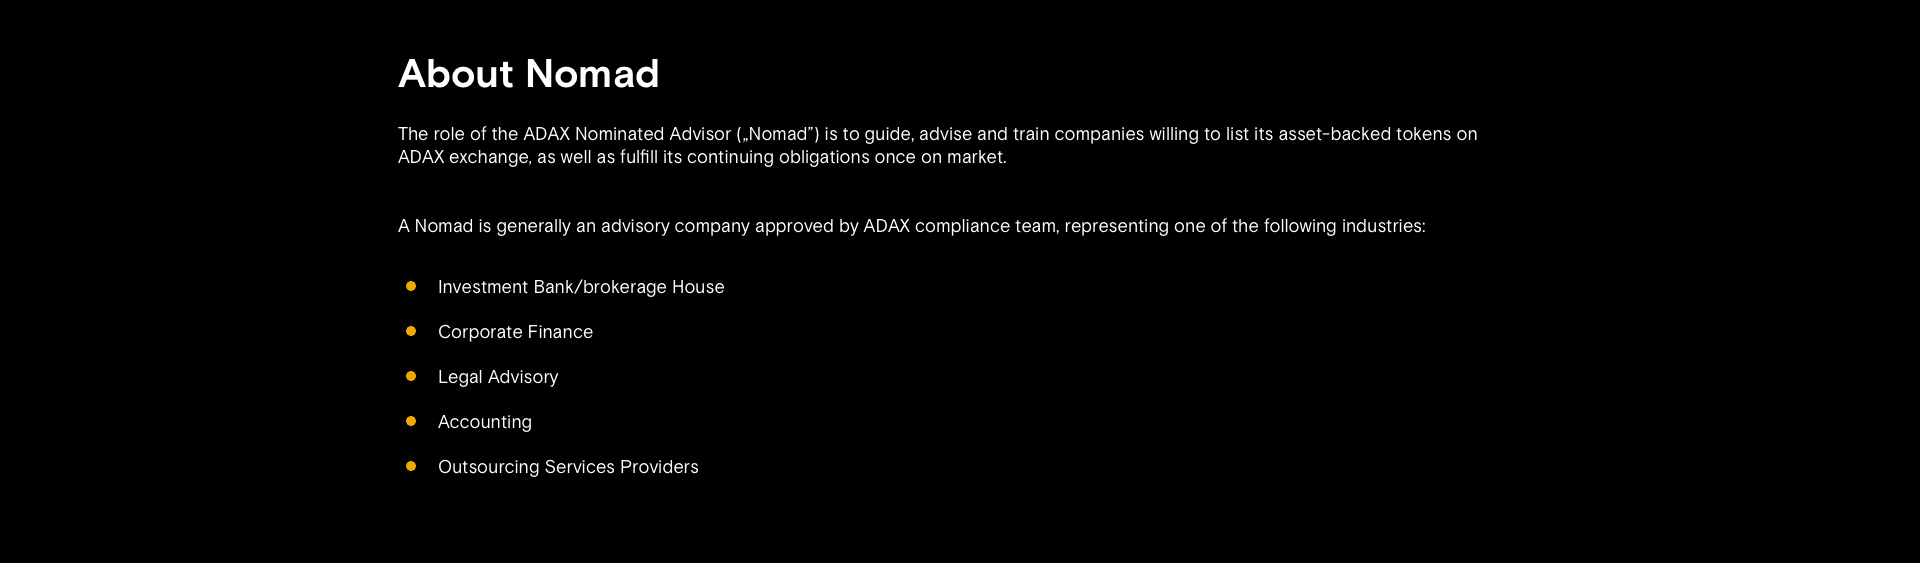 About Nomad
The role of the ADAX Nominated Advisor („Nomad”) is to guide, advise and train companies willing to list its asset-backed tokens on
ADAX exchange, as well as fulfill its continuing obligations once on market.
A Nomad is generally an advisory company approved by ADAX compliance team, representing one of the following industries:
Investment Bank/brokerage House
Corporate Finance
Legal Advisory
Accounting
Outsourcing Services Providers